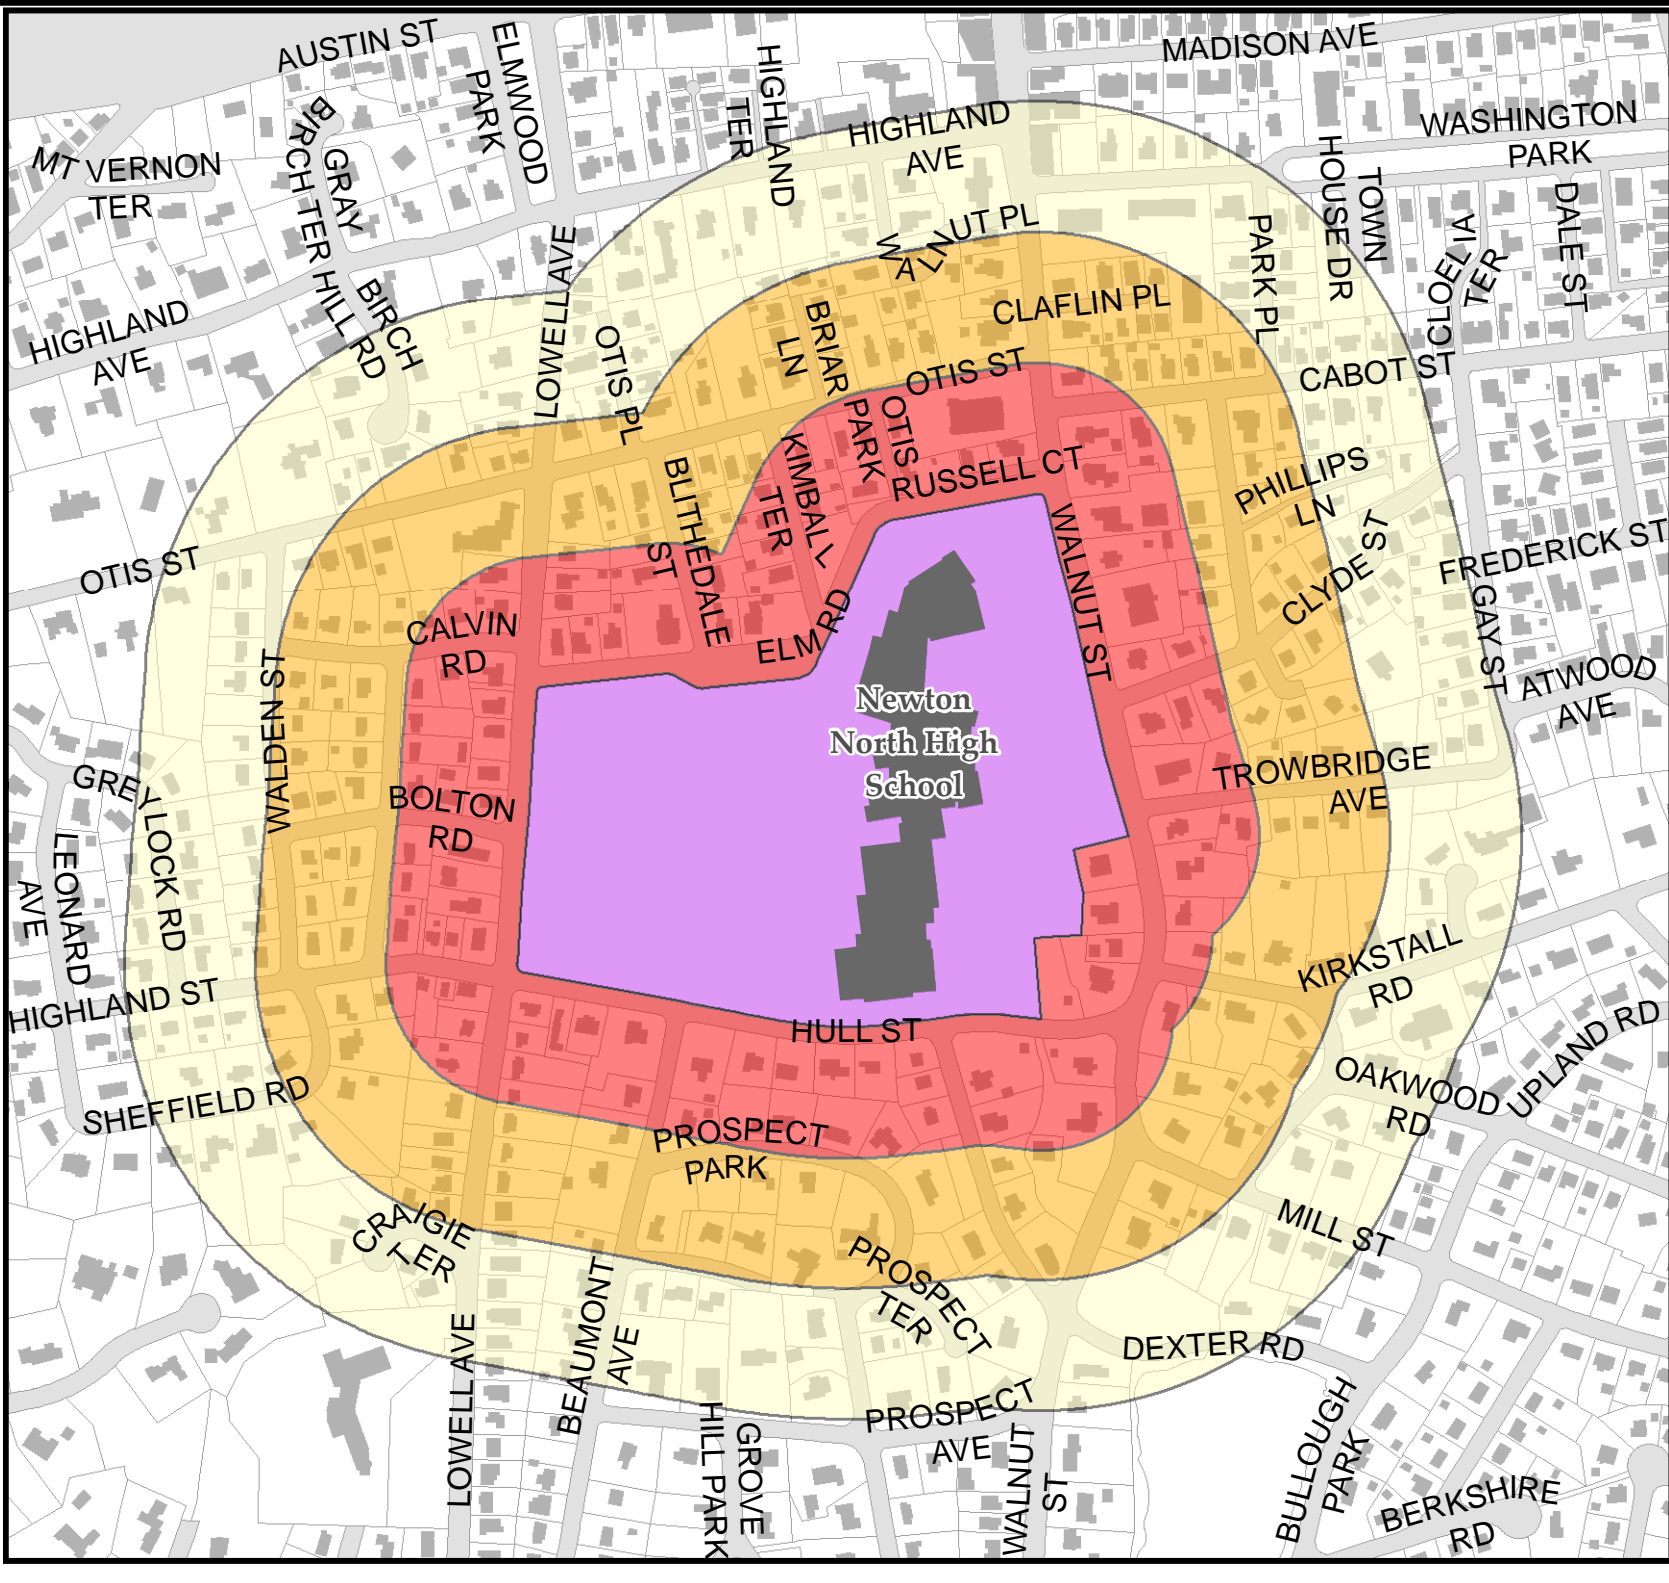 AUSTIN ST
ELMWOOD
PARK
HIGHLAND
TER
HIGHLAND
AVE
MADISON AVE
WASHINGTON
PARK
MT VERNON
TER
BIRCH TER
GRAY
BIRCH
HILL RD
HIGHLAND
AVE
LOWELL AVE
OTIS PL
WALNUT PL
BRIAR
LN
CLAFLIN PL
PARK PL
TOWN
HOUSE DR
CLOELIA
TER
DALE ST
CABOT ST
OTIS ST
OTIS
PARK
KIMBALL
TER
RUSSELL CT
BLITHEDALE
ST
PHILLIPS
LN
CLYDE ST
FREDERICK ST
OTIS ST
CALVIN
RD
ELM RD
WALNUT ST
GAY ST
ATWOOD
AVE
WALDEN ST
Newton
North High
School
TROWBRIDGE
AVE
GREYLOCK RD
BOLTON
RD
LEONARD
AVE
KIRKSTALL
RD
HIGHLAND ST
HULL ST
UPLAND RD
OAKWOOD
RD
SHEFFIELD RD
PROSPECT
PARK
CRAIGIE
TER
MILL ST
PROSPECT
TER
BEAUMONT
AVE
LOWELL AVE
DEXTER RD
PROSPECT
AVE
HILL PARK
GROVE
WALNUT
ST
BULLOUGH
PARK
BERKSHIRE
RD